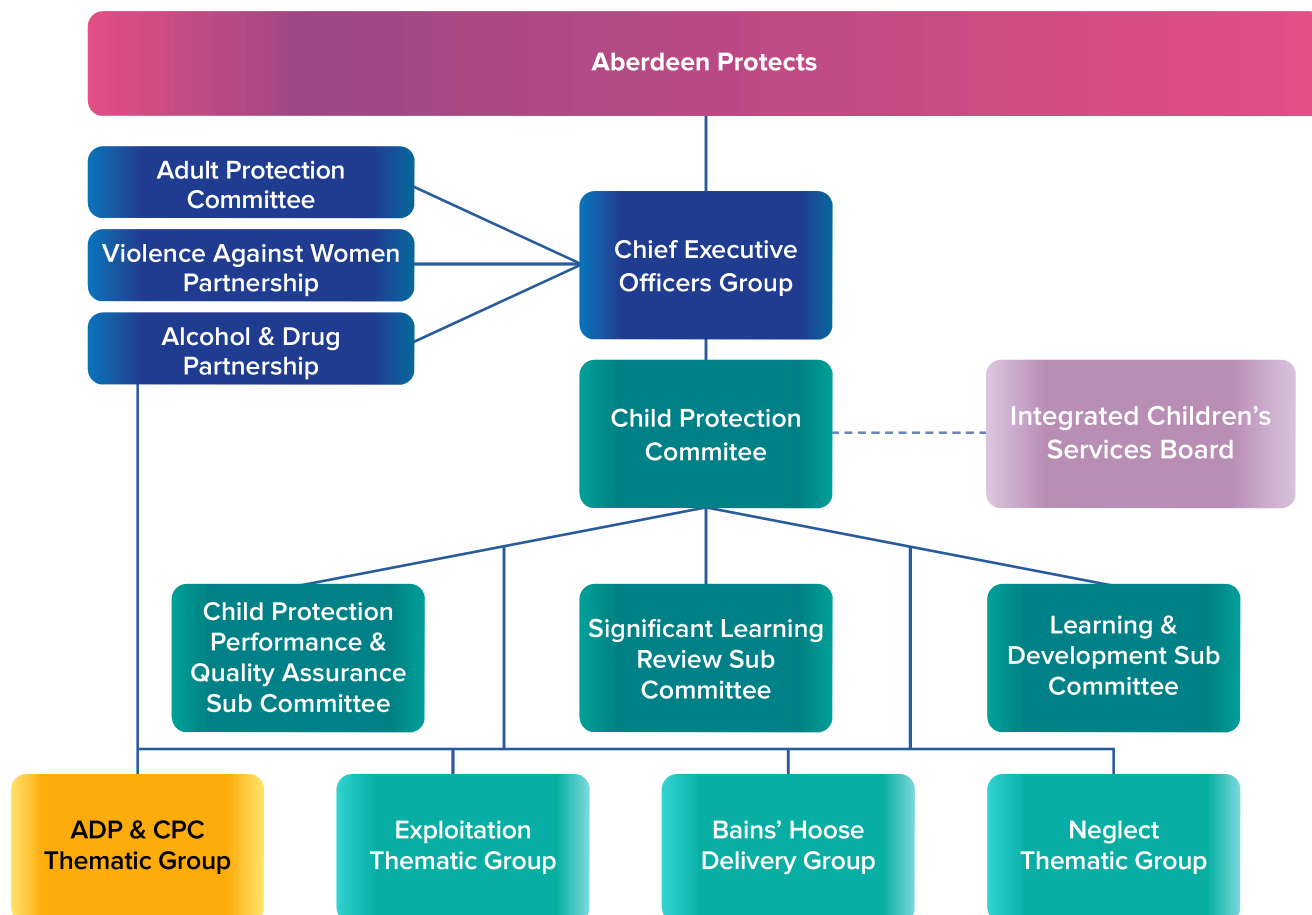 Aberdeen Protects
Adult Protection
Committee
Violence Against Women
Partnership
Alcohol & Drug
Partnership
Chief Executive
Officers Group
Child Protection
Commitee
Integrated Children’s
Services Board
Child Protection
Performance &
Quality Assurance
Sub Committee
Significant Learning
Review Sub
Committee
Learning &
Development Sub
Committee
ADP & CPC
Thematic Group
Exploitation
Thematic Group
Bains’ Hoose
Delivery Group
Neglect
Thematic Group